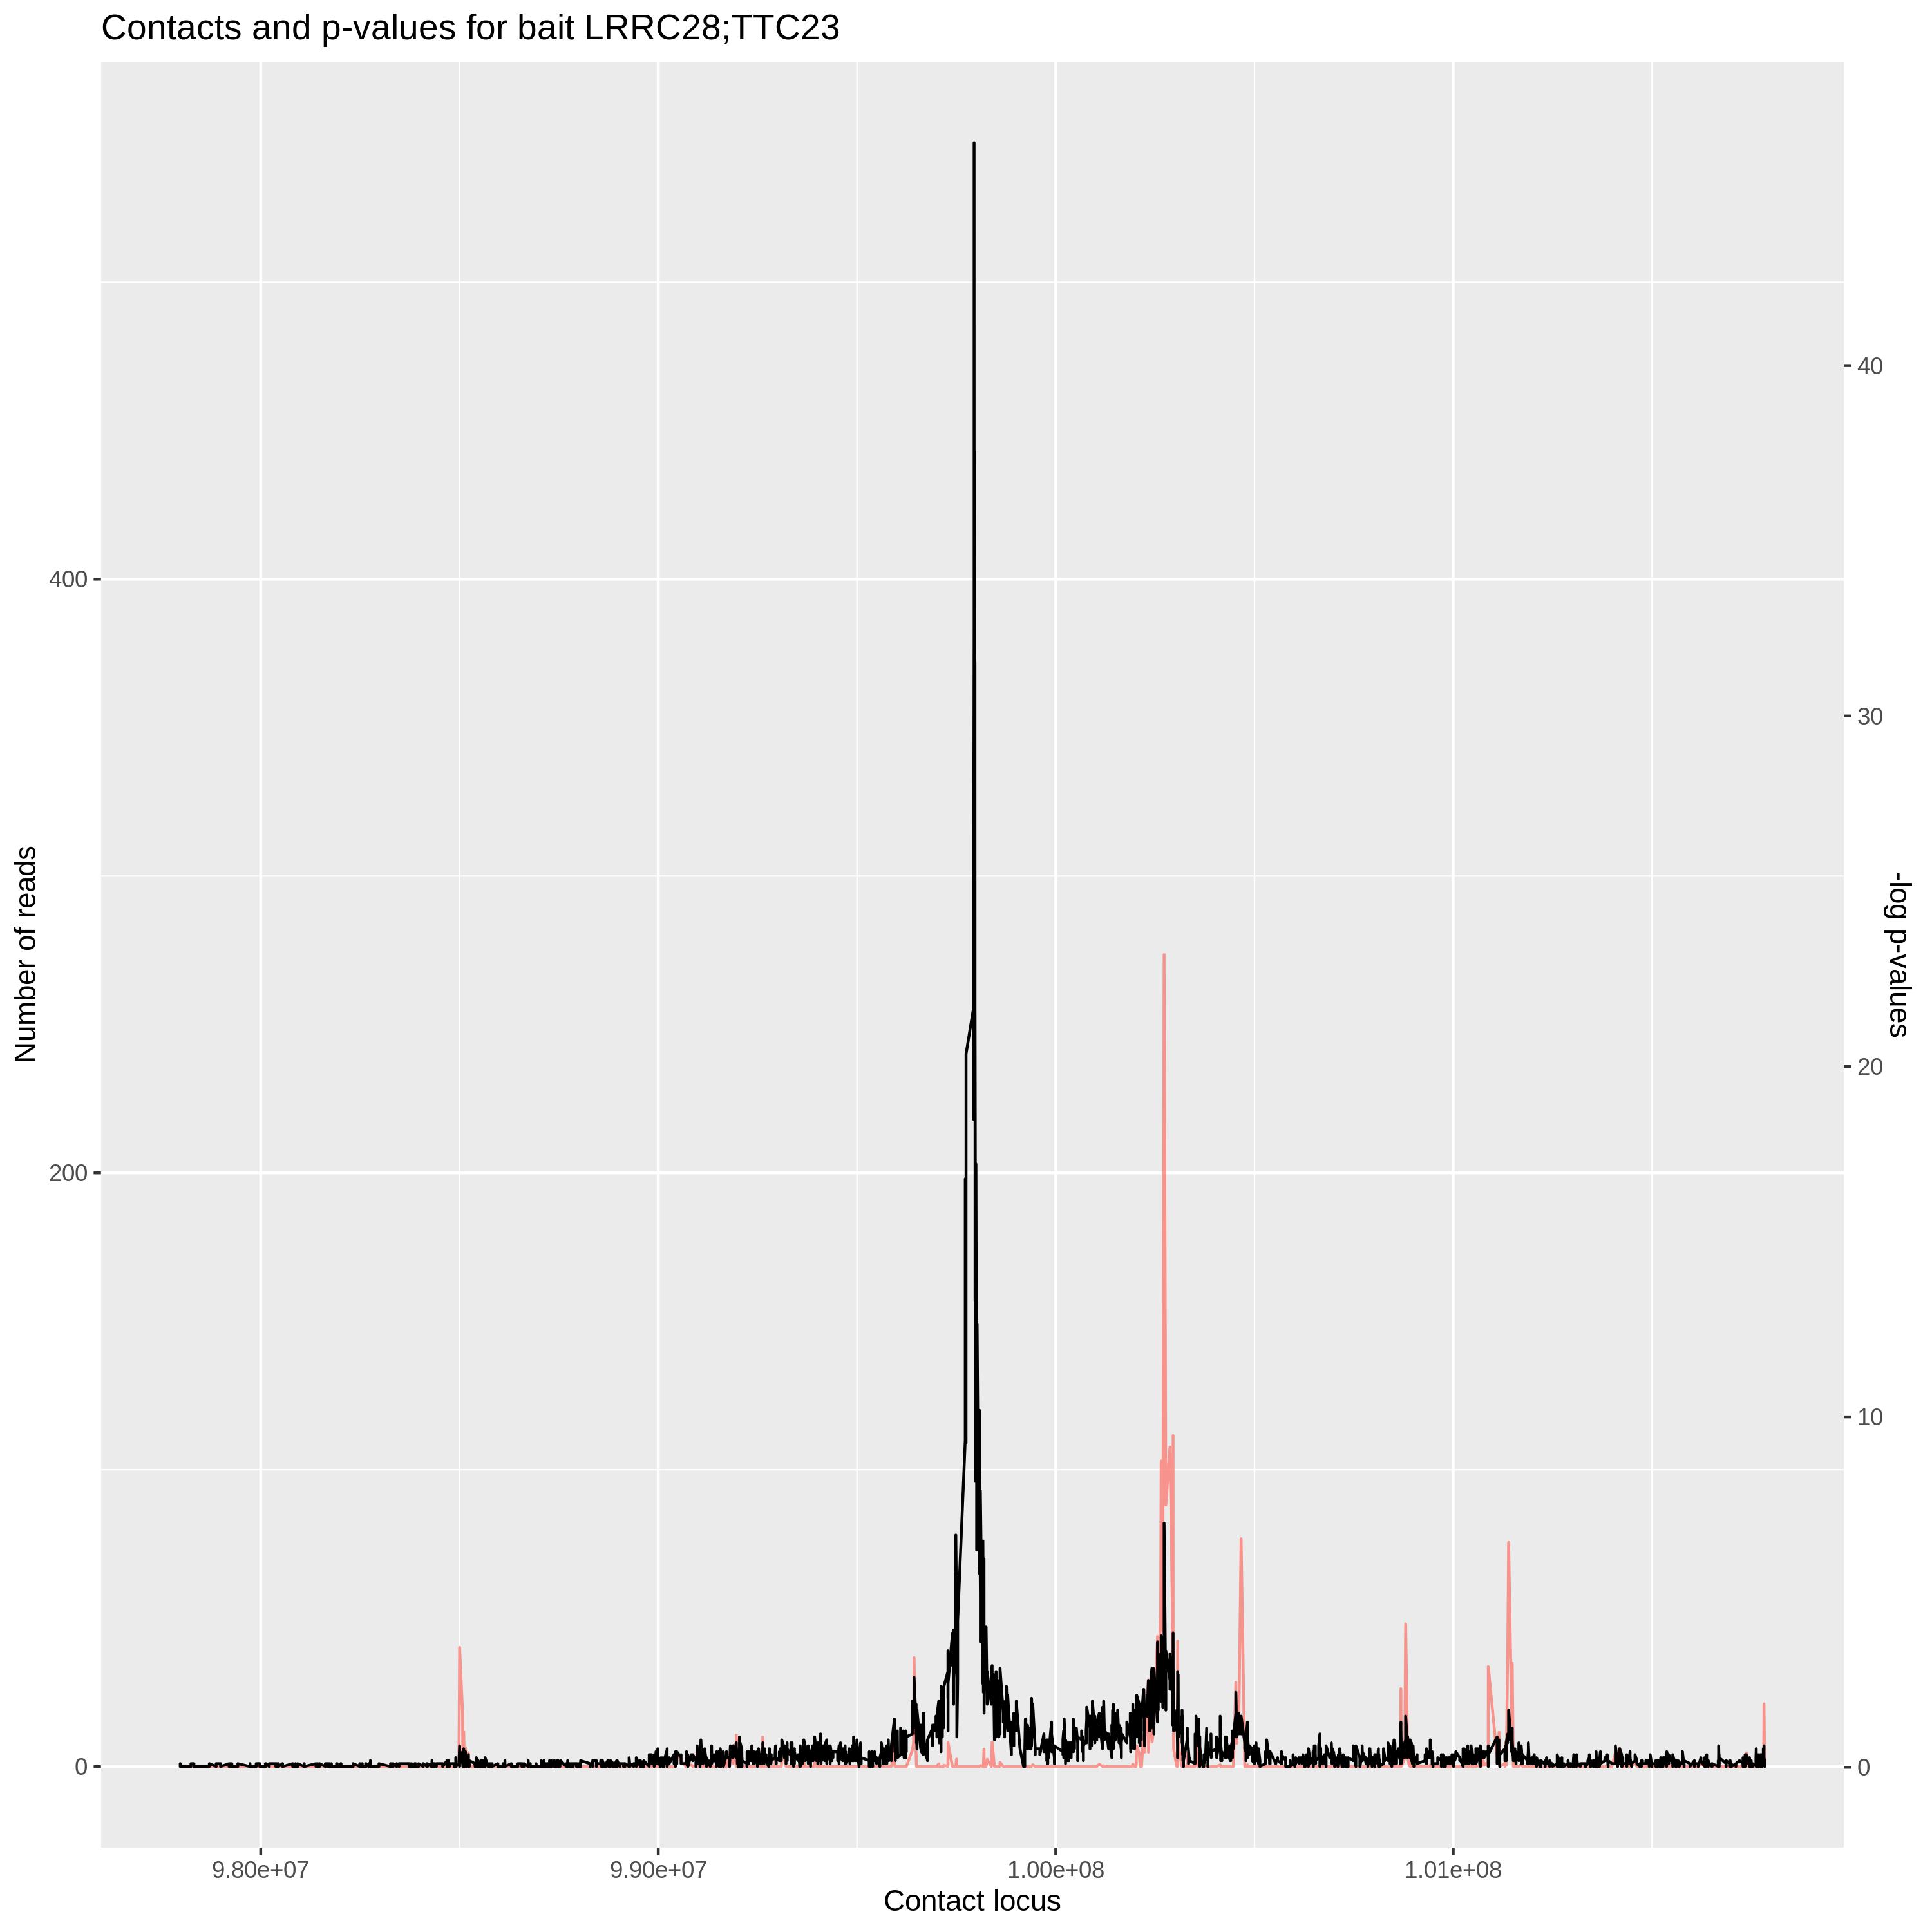 Contacts and p-values for bait LRRC28;TTC23
Number of reads
400
200
0
40
30
20
10
0
-log p-values
9.80e+07
9.90e+07
1.00e+08
1.01e+08
Contact locus